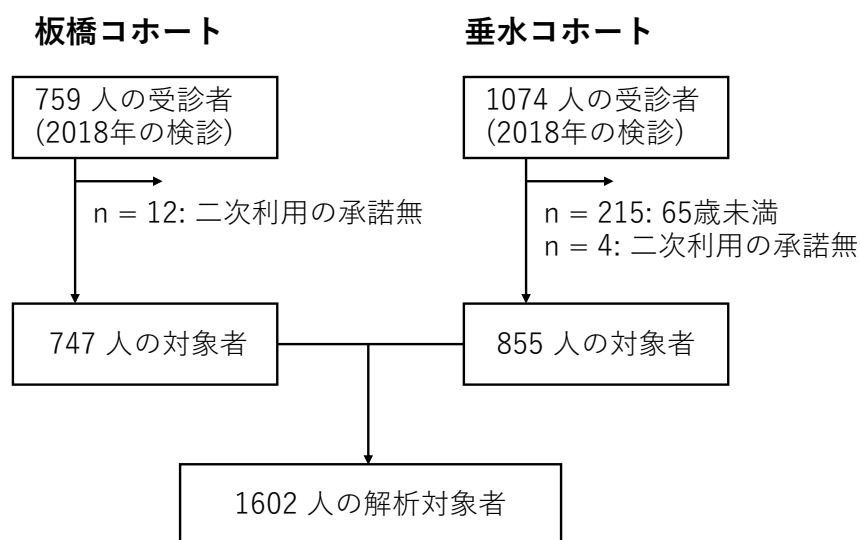 板橋コホート
垂水コホート
759 人の受診者
(2018年の検診)
1074 人の受診者
(2018年の検診)
n = 12: 二次利用の承諾無
n = 215: 65歳未満
n = 4: 二次利用の承諾無
747 人の対象者
855 人の対象者
1602 人の解析対象者